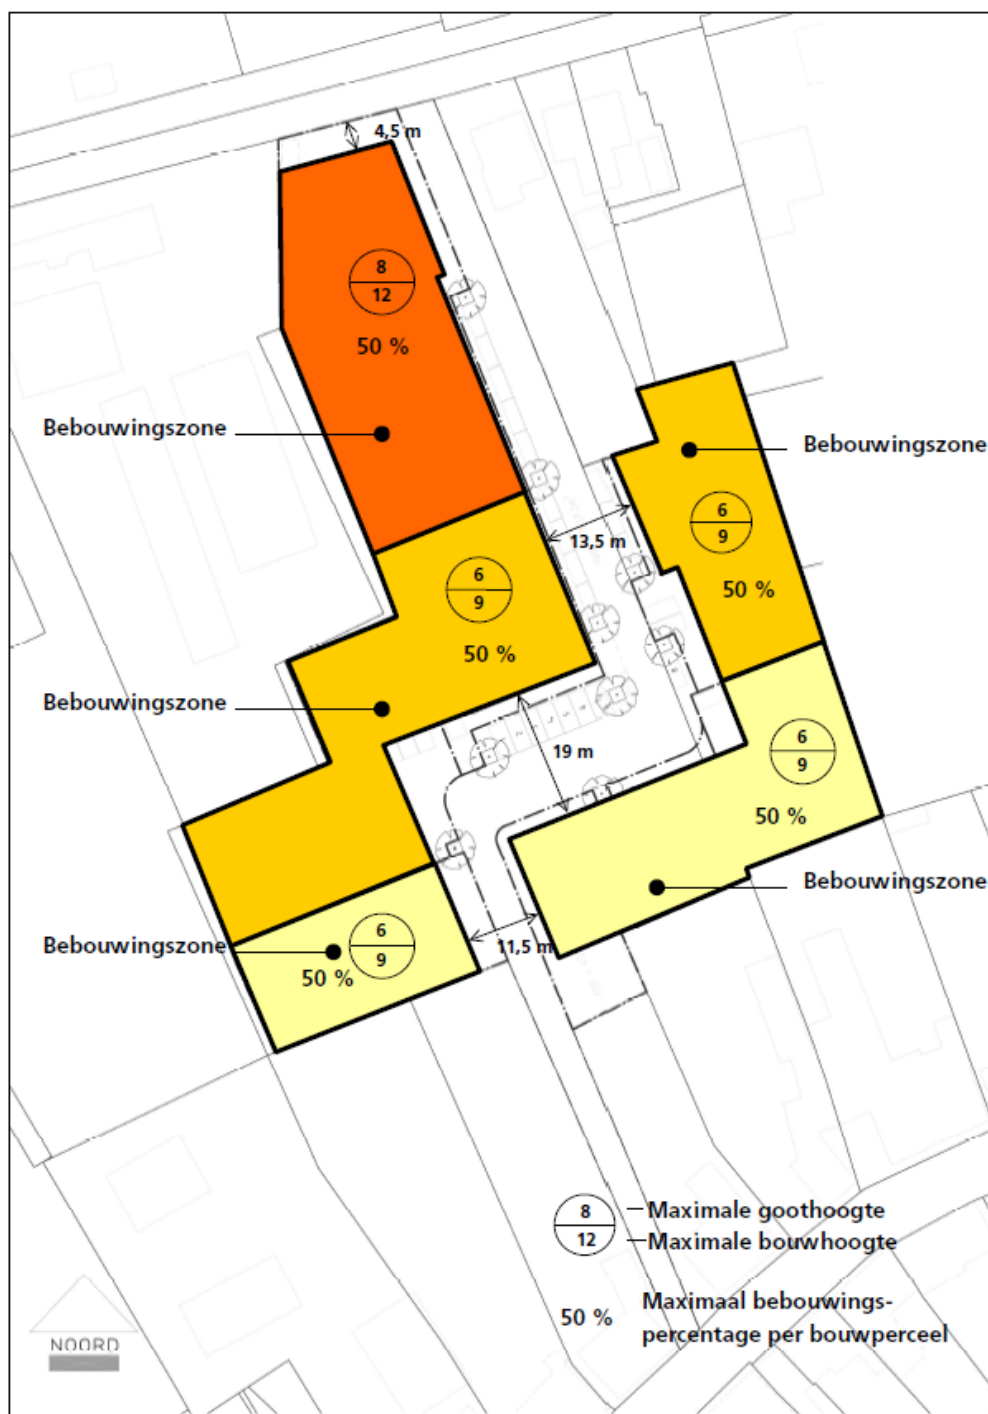 4,5 m
8
12
50 %
Bebouwingszone
Bebouwingszone
6
9
13,5 m
50 %
6
9
50 %
Bebouwingszone
19 m
6
9
50 %
Bebouwingszone
Bebouwingszone
6
9
50 %
11,5 m
8
12
Maximale goothoogte
Maximale bouwhoogte
50 %
Maximaal bebouwings-
percentage per bouwperceel
NOORD